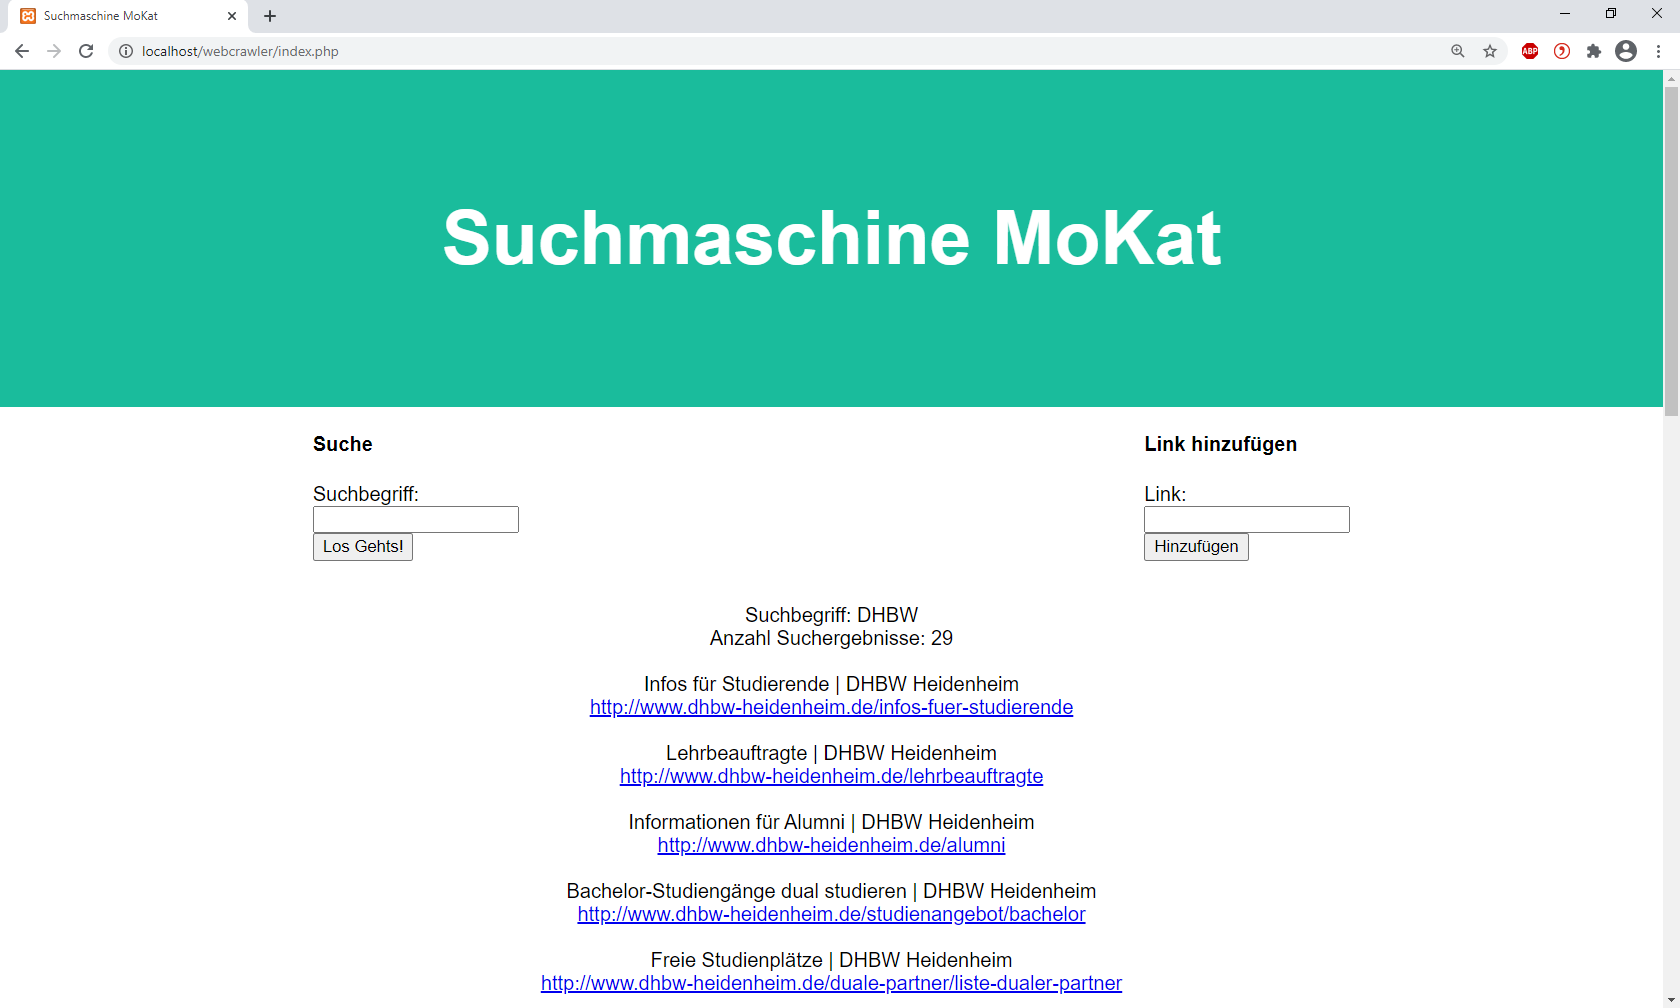 Suchmaschine MoKat
localhost/webcrawler/index.php
ABP
Suchmaschine MoKat
Suche
Link hinzufügen
Suchbegriff:
Link:
Los Gehts!
Hinzufügen
Suchbegriff: DHBW
Anzahl Suchergebnisse: 29
Infos für Studierende | DHBW Heidenheim
http://www.dhbw-heidenheim.de/infos-fuer-studierende
Lehrbeauftragte | DHBW Heidenheim
http://www.dhbw-heidenheim.de/lehrbeauftragte
Informationen für Alumni | DHBW Heidenheim
http://www.dhbw-heidenheim.de/alumni
Bachelor-Studiengänge dual studieren | DHBW Heidenheim
http://www.dhbw-heidenheim.de/studienangebot/bachelor
Freie Studienplätze | DHBW Heidenheim
http://www.dhbw-heidenheim.de/duale-partner/liste-dualer-partner